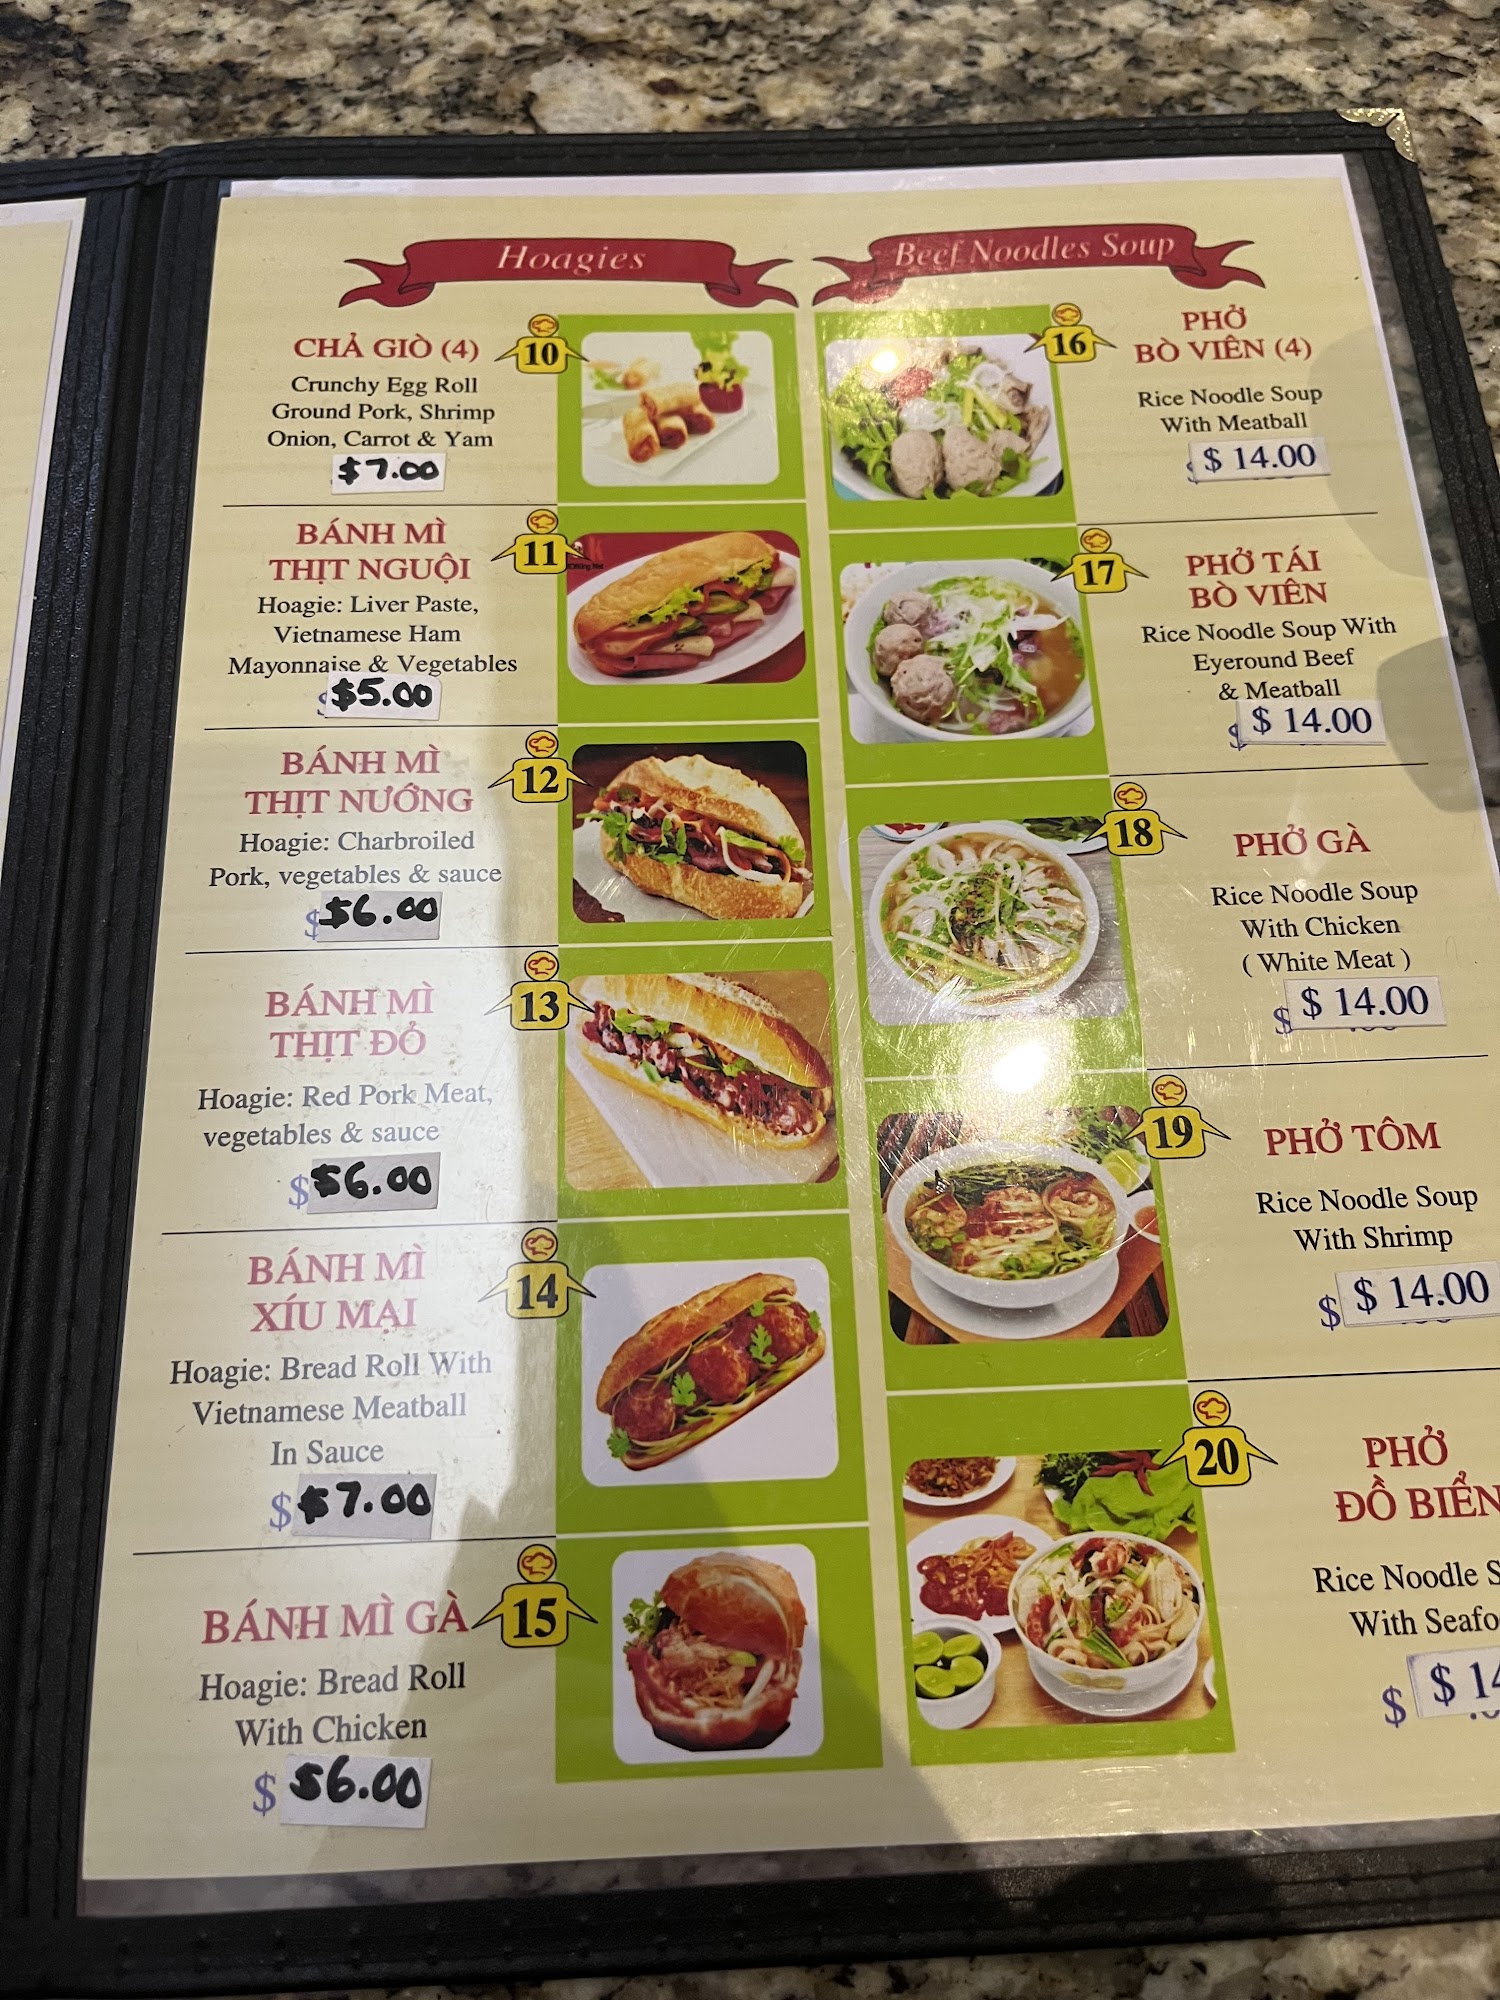 Hoagies
CHẢ GIÒ (4)
10
Crunchy Egg Roll
Ground Pork, Shrimp
Onion, Carrot & Yam
$7.00
BÁNH MÌ
THỊT NGUỘI
11
Hoagie: Liver Paste,
Vietnamese Ham
Mayonnaise & Vegetables
$5.00
BÁNH MÌ
THỊT NƯỚNG
12
Hoagie: Charbroiled
Pork, vegetables & sauce
$ $6.00
BÁNH MÌ
THỊT ĐỎ
13
Hoagie: Red Pork Meat,
vegetables & sauce
$ $6.00
BÁNH MÌ
XÍU MẠI
14
Hoagie: Bread Roll With
Vietnamese Meatball
In Sauce
$ $7.00
BÁNH MÌ GÀ
15
Hoagie: Bread Roll
With Chicken
$ $6.00
Beef Noodles Soup
16
PHỞ
BÒ VIÊN (4)
Rice Noodle Soup
With Meatball
$ 14.00
17
PHỞ TÁI
BÒ VIÊN
Rice Noodle Soup With
Eyeround Beef
& Meatball
$ $ 14.00
18
PHỞ GÀ
Rice Noodle Soup
With Chicken
( White Meat )
$ $ 14.00
19
PHỞ TÔM
Rice Noodle Soup
With Shrimp
$ $ 14.00
20
PHỞ
ĐỒ BIỂN
Rice Noodle S
With Seafo
$ $ 14